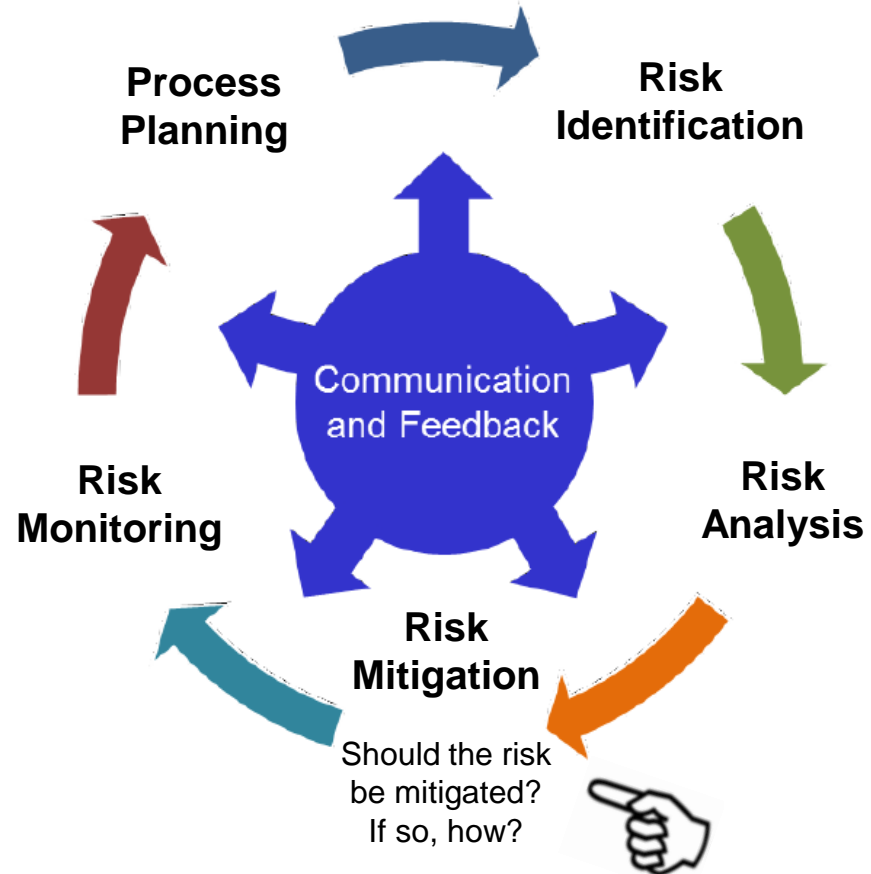 Process
Planning
Risk
Identification
Communication
and Feedback
Risk
Monitoring
Risk
Analysis
Risk
Mitigation
Should the risk
be mitigated?
If so, how?